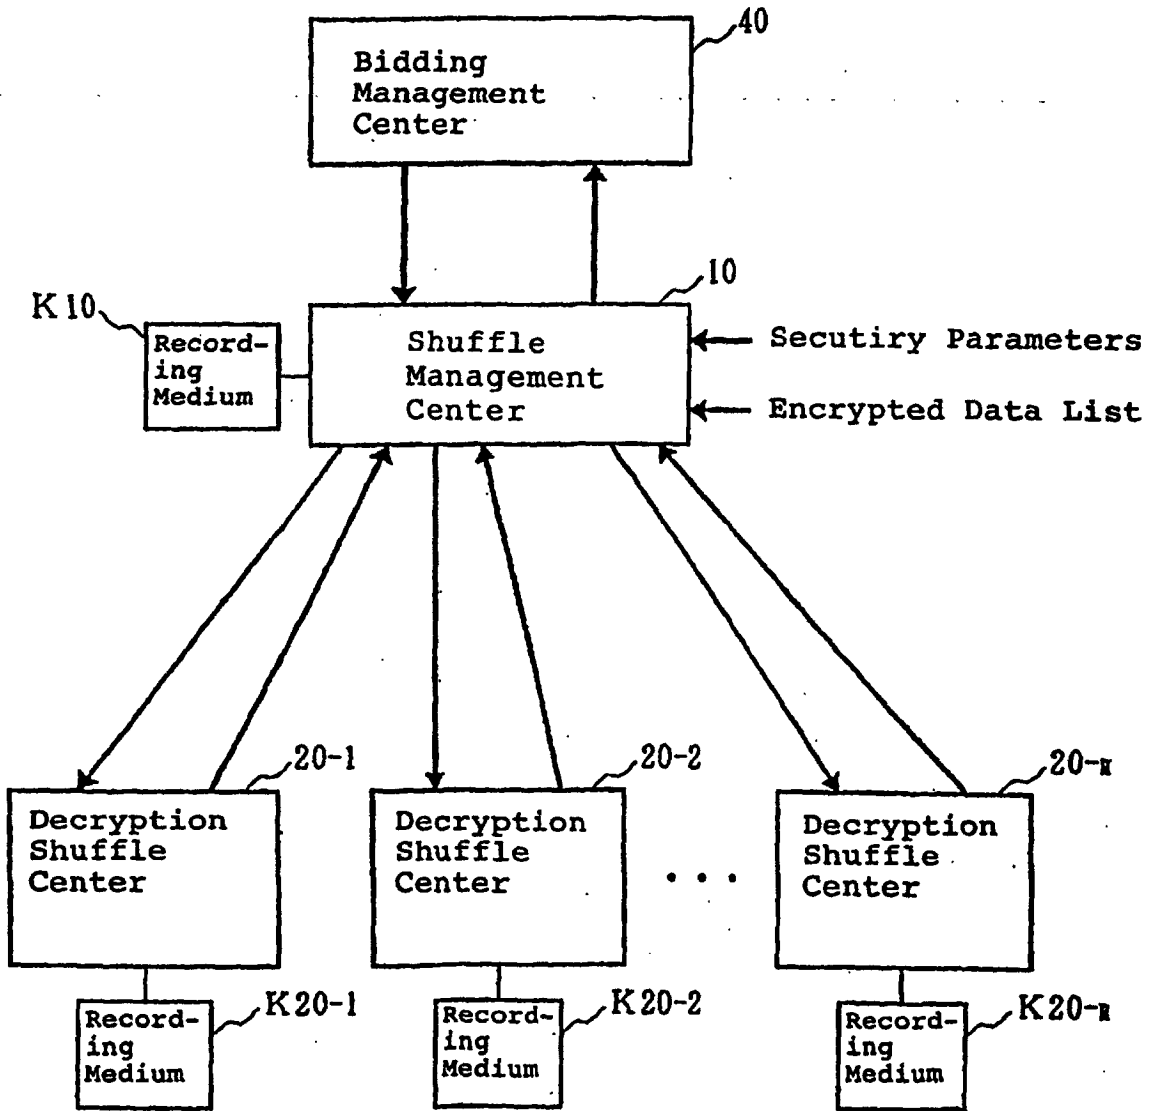 40
Bidding
Management
Center
10
K10
Record-
ing
Medium
Shuffle
Management
Center
Secutiry Parameters
Encrypted Data List
20-1
20-2
20-n
Decryption
Shuffle
Center
Decryption
Shuffle
Center
. . .
Decryption
Shuffle
Center
K20-1
K20-2
K20-n
Record-
ing
Medium
Record-
ing
Medium
Record-
ing
Medium